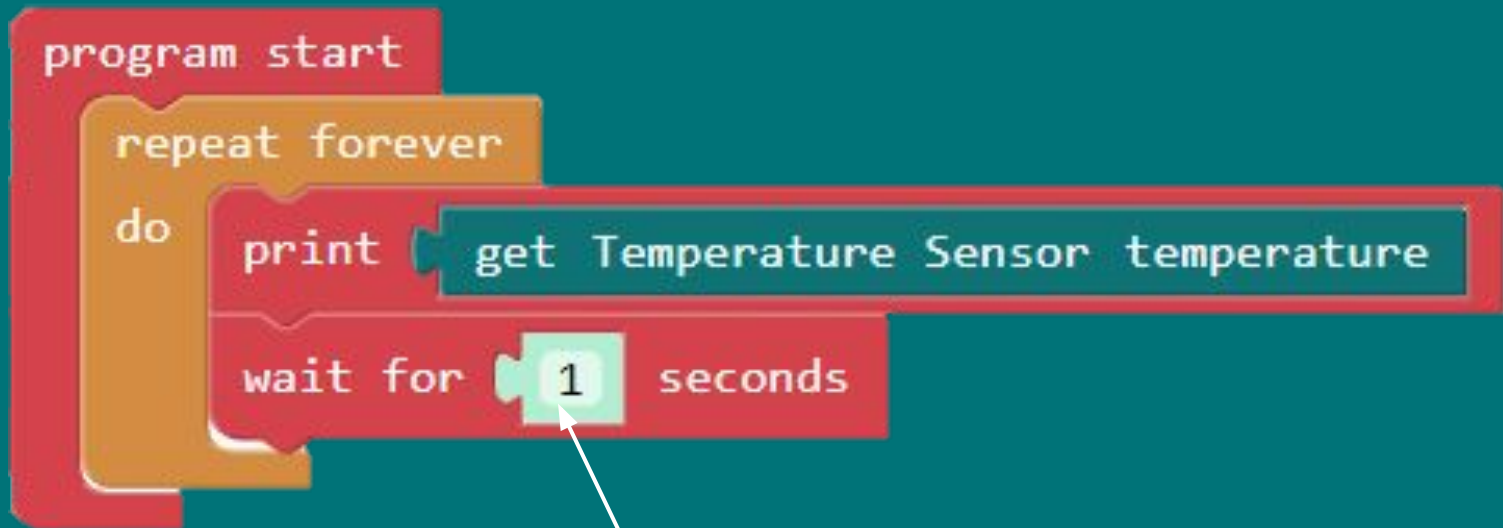 program start
repeat forever
do
print get Temperature Sensor temperature
wait for 1 seconds